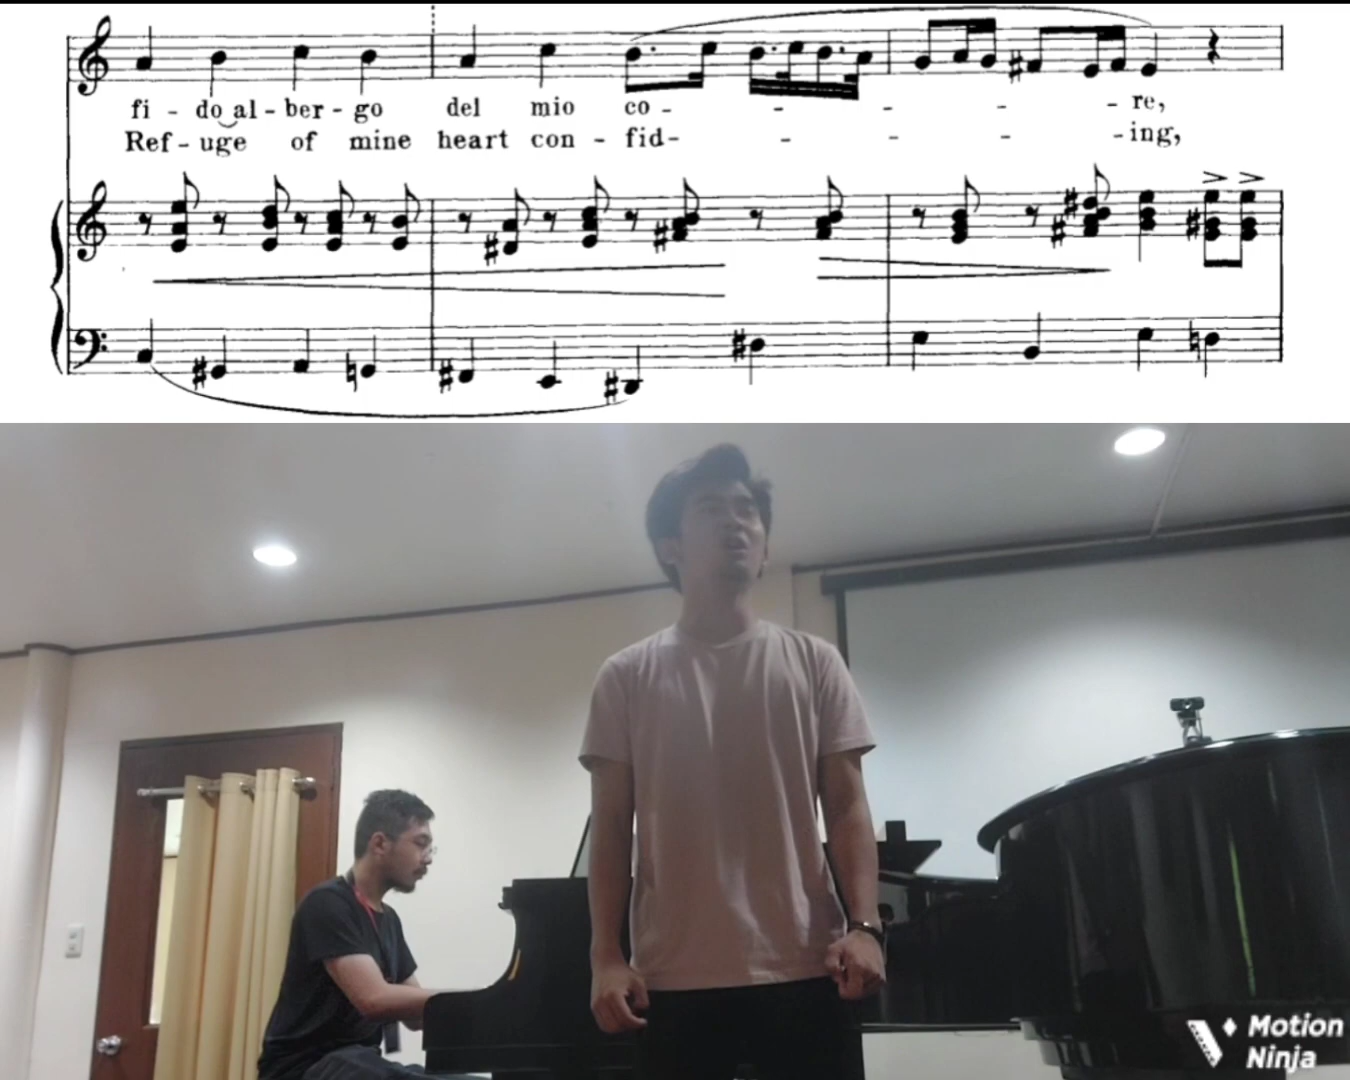 fi - do al - ber - go del mio co - - - - - re,
Ref - uge of mine heart con - fid - - - - ing,
Motion
Ninja